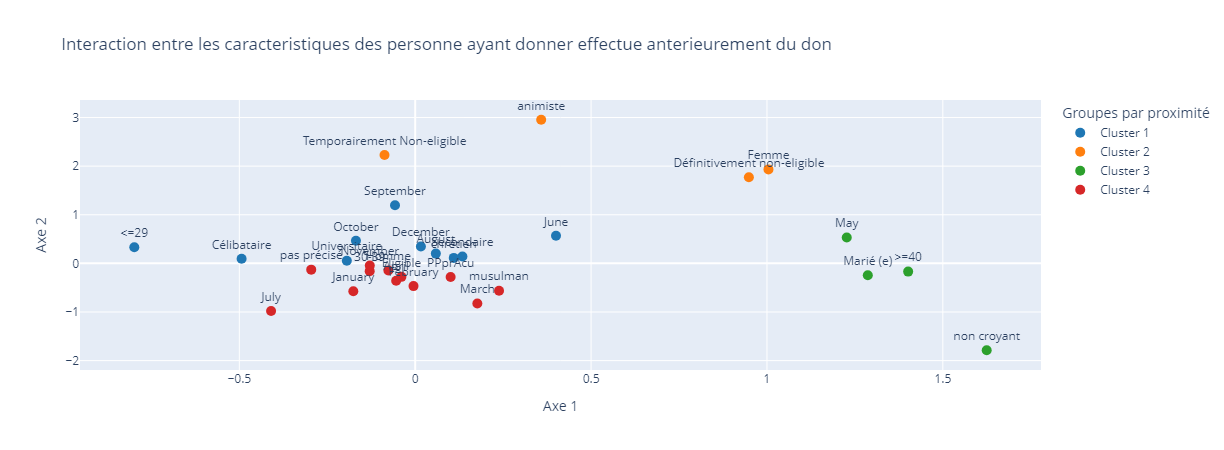 Interaction entre les caracteristiques des personne ayant donner effectue anterieurement du don
Groupes par proximité
Cluster 1
Cluster 2
Cluster 3
Cluster 4
animiste
Temporairement Non-eligible
Femme
Définitivement non-eligible
September
June
May
<=29
October
December
Célibataire
Universitaire
pas précisé
30-39
PPprAcu
Marié (e)
>=40
January
musulman
March
July
non croyant
Axe 2
3
2
1
0
−1
−2
−0.5
0
0.5
1
1.5
Axe 1